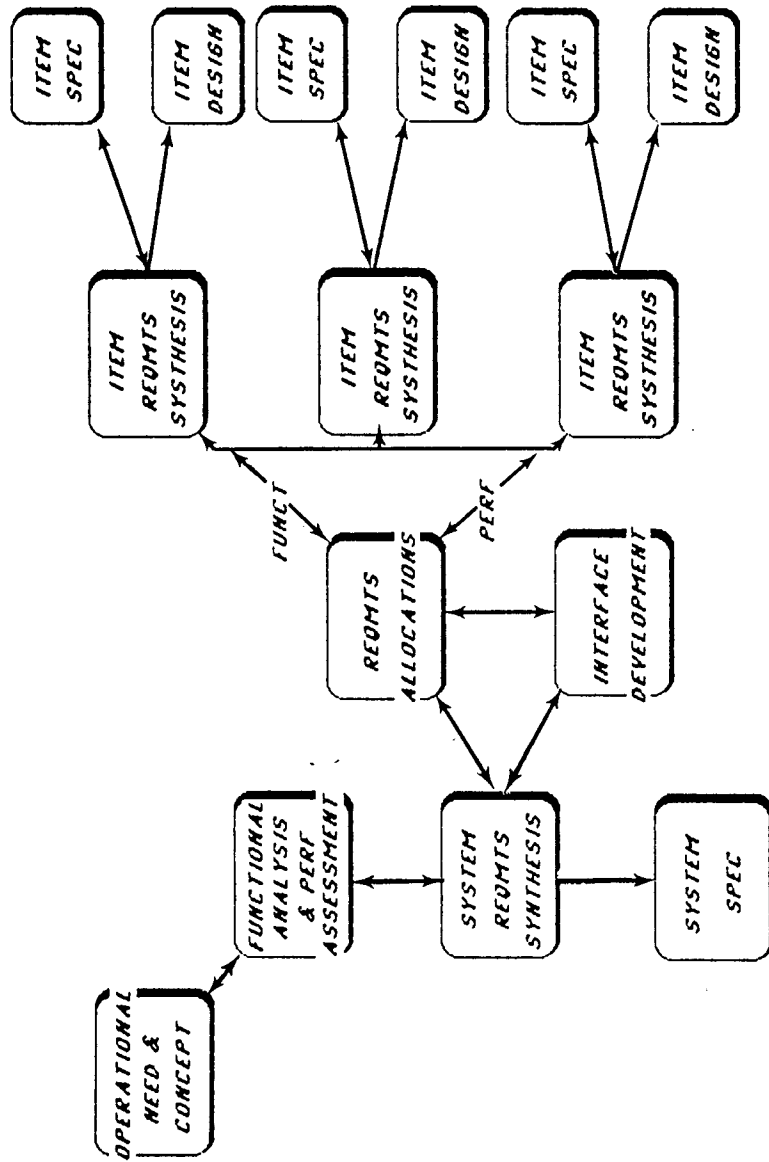 OPERATIONAL
NEED &
CONCEPT
FUNCTIONAL
ANALYSIS
& PERF
ASSESSMENT
SYSTEM
REQMTS
SYNTHESIS
SYSTEM
SPEC
REQMTS
ALLOCATIONS
INTERFACE
DEVELOPMENT
FUNCT
PERF
ITEM
REQMTS
SYSTHESIS
ITEM
REQMTS
SYSTHESIS
ITEM
REQMTS
SYSTHESIS
ITEM
SPEC
ITEM
DESIGN
ITEM
SPEC
ITEM
DESIGN
ITEM
SPEC
ITEM
DESIGN